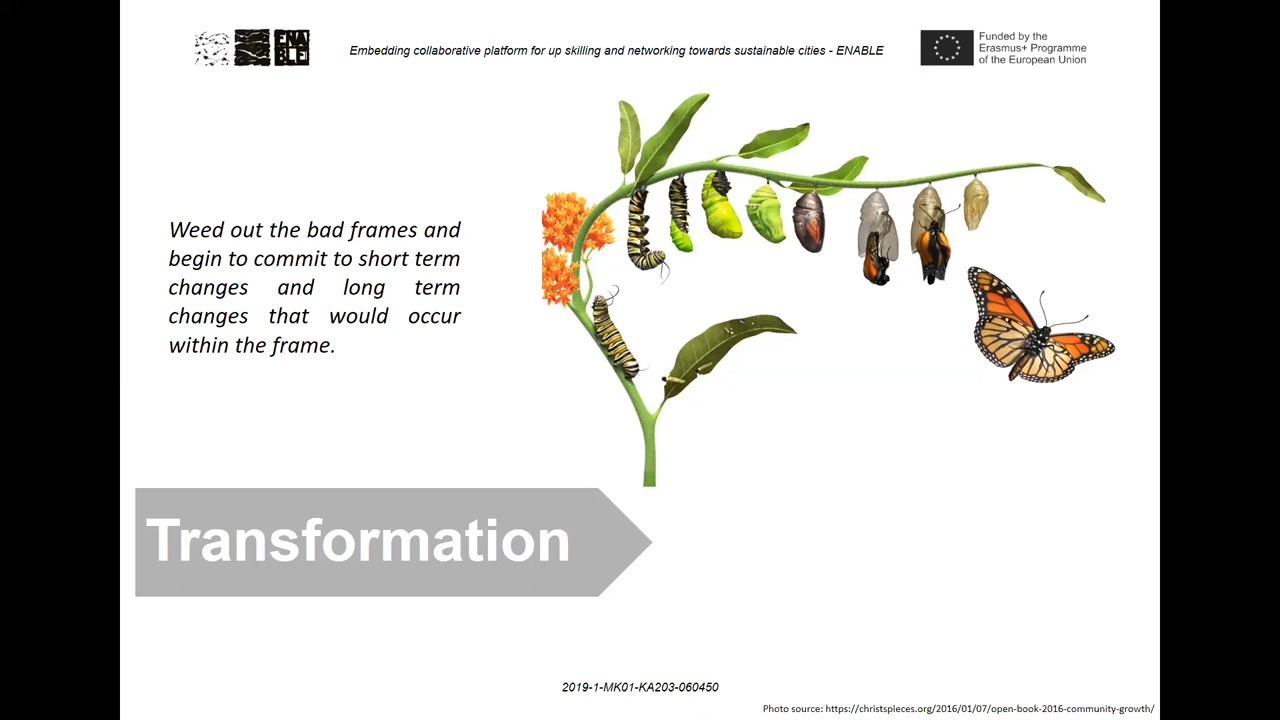 ENA
BLE
Embedding collaborative platform for up skilling and networking towards sustainable cities - ENABLE
Funded by the
Erasmus+ Programme
of the European Union
Weed out the bad frames and
begin to commit to short term
changes and long term
changes that would occur
within the frame.
Transformation
2019-1-MK01-KA203-060450
Photo source: https://christspieces.org/2016/01/07/open-book-2016-community-growth/